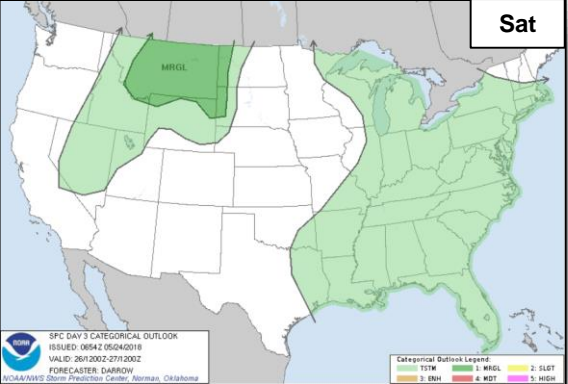 Sat
MRGL
SPC DAY 3 CATEGORICAL OUTLOOK
ISSUED: 0654Z 05/24/2018
VALID: 26/1200Z-27/1200Z
FORECASTER: DARROW
NOAA/NWS Storm Prediction Center, Norman, Oklahoma
NOAA
Categorical Outlook Legend:
TSTM 1: MRGL 2: SLGT
3: ENH 4: MDT 5: HIGH